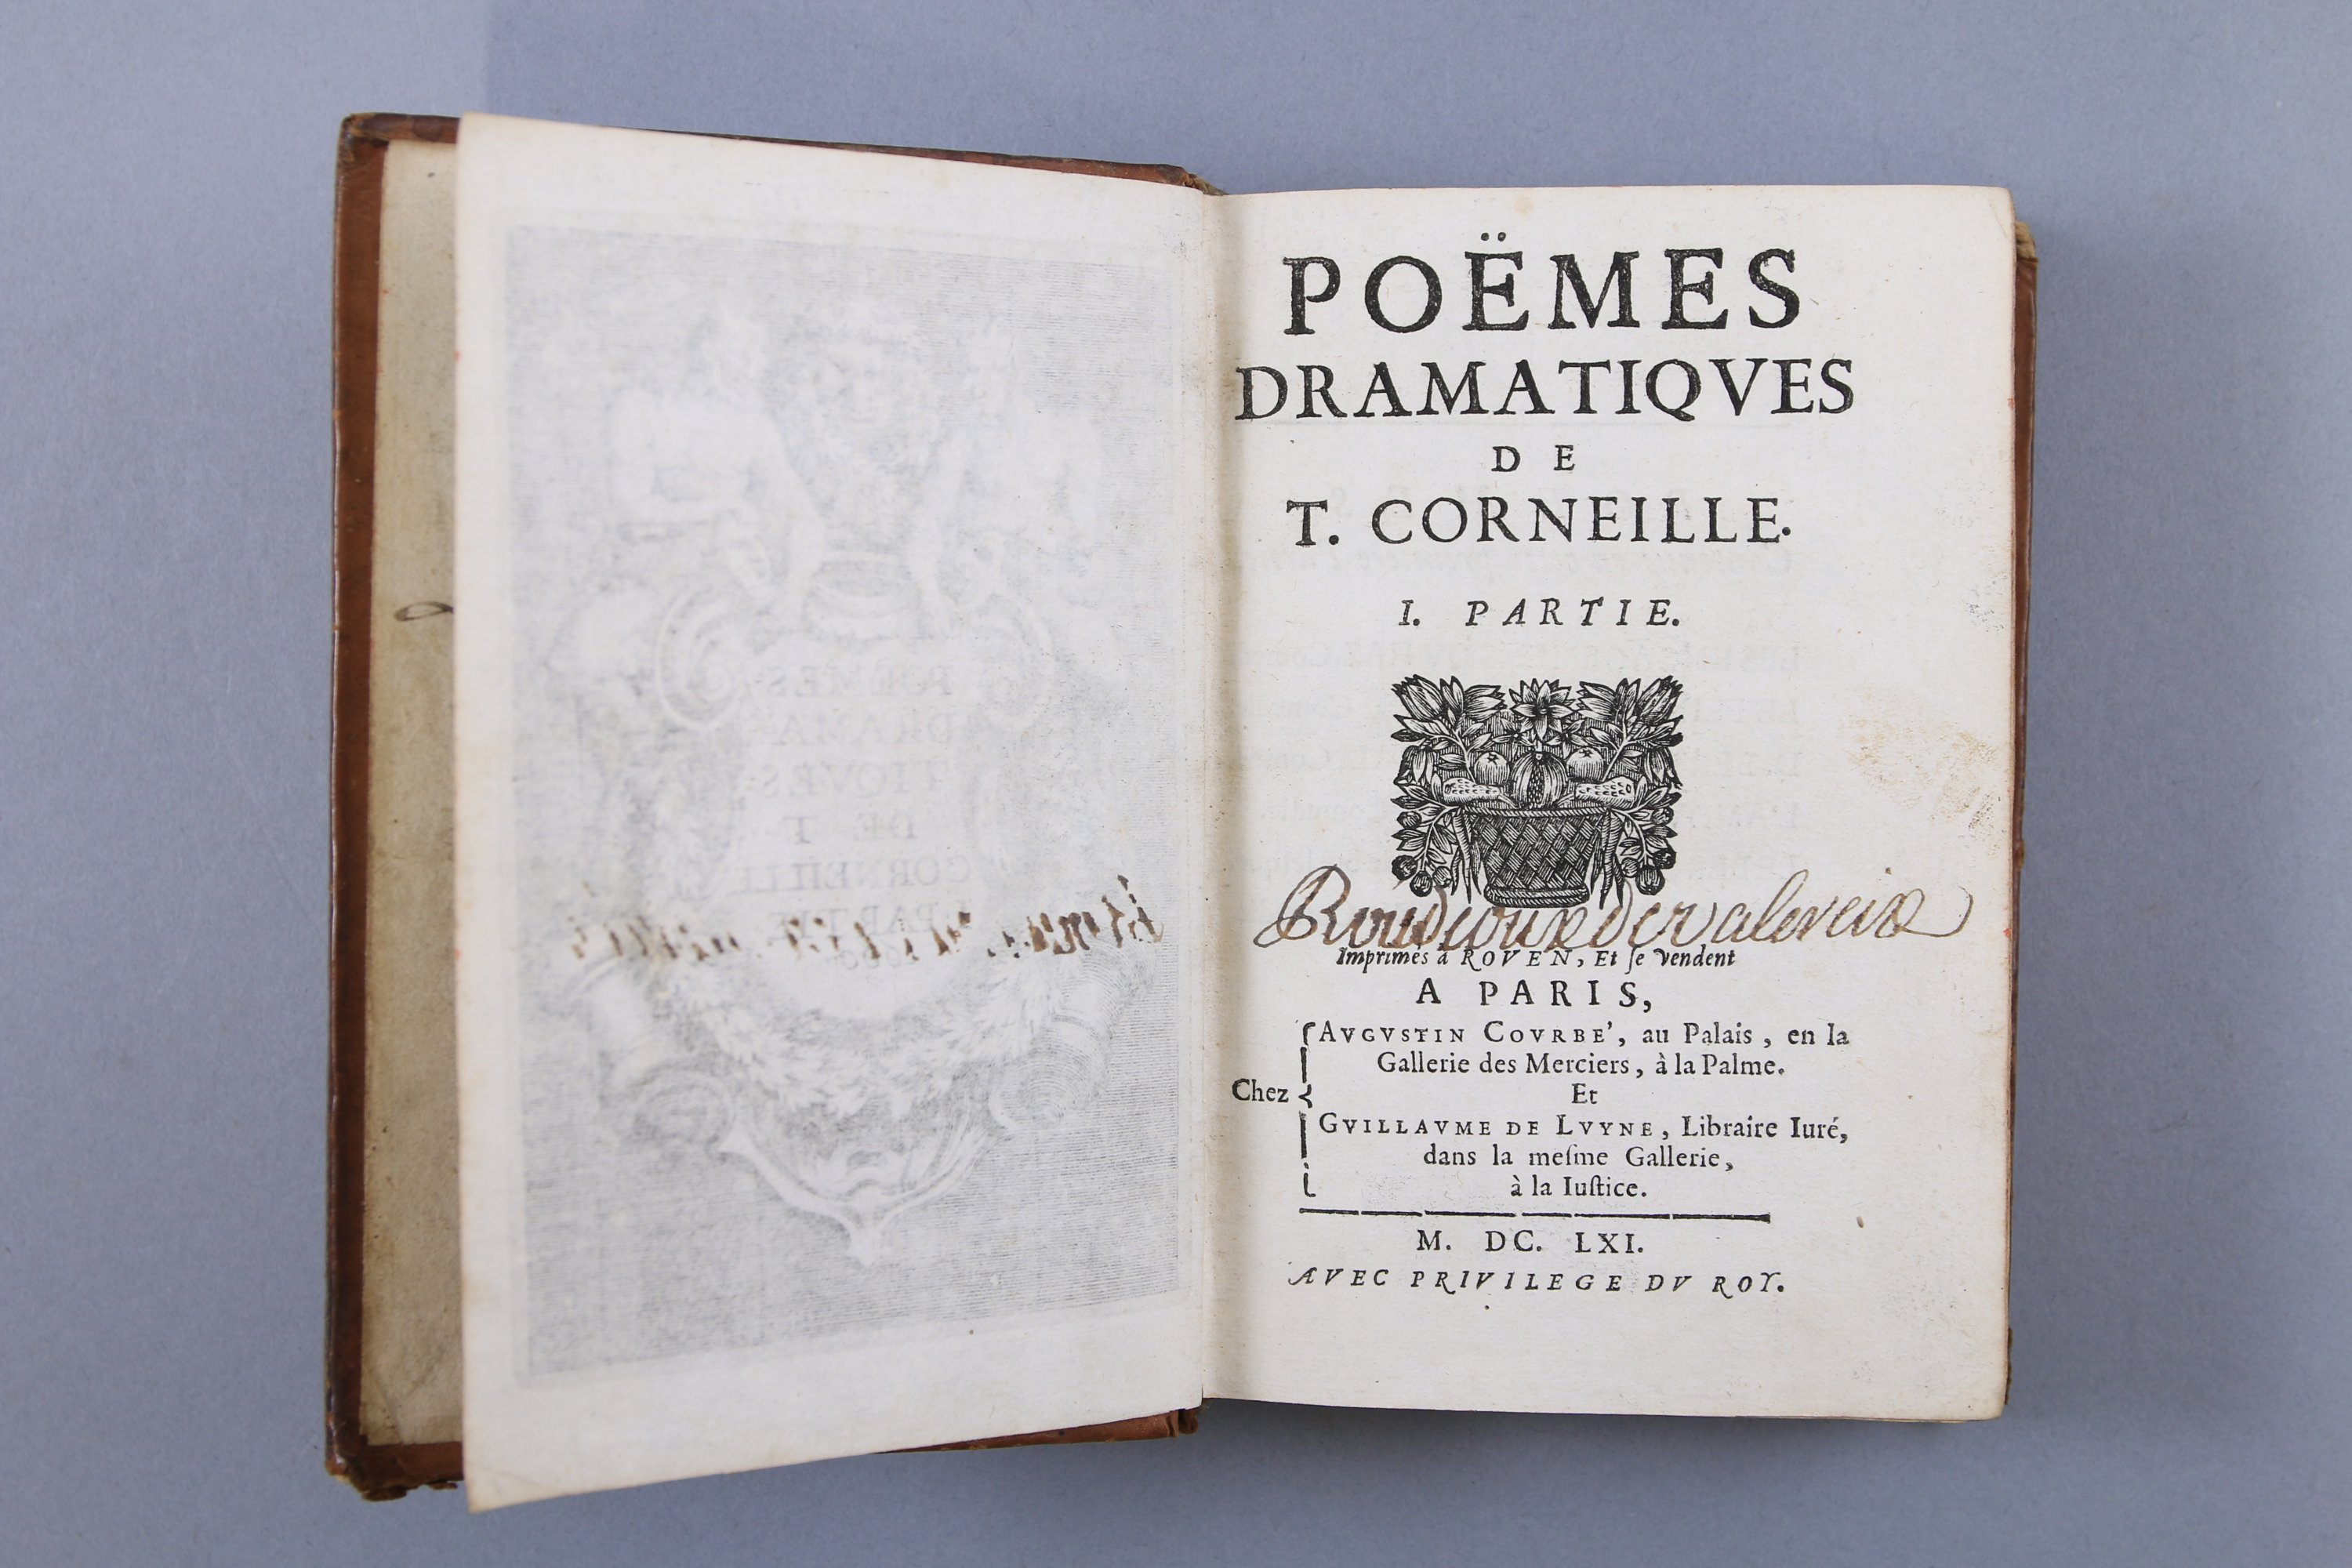 POËMES
DRAMATIQVES
DE
T. CORNEILLE.
I. PARTIE.
Imprimés à ROVEN, Et ſe vendent
A PARIS,
AVGVSTIN COVRBE', au Palais, en la
Gallerie des Merciers, à la Palme.
Chez
Et
GVILLAVME DE LVYNE, Libraire Iuré,
dans la meſme Gallerie,
à la Iuſtice.
M. DC. LXI.
AVEC PRIVILEGE DV ROY.